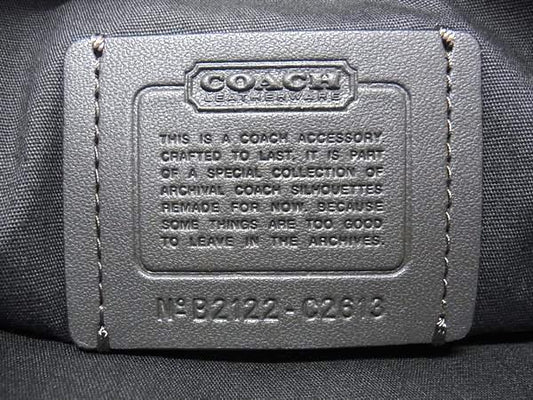 COACH
LEATHERWARE
THIS IS A COACH ACCESSORY
CRAFTED TO LAST. IT IS PART
OF A SPECIAL COLLECTION OF
ARCHIVAL COACH SILHOUETTES
REMADE FOR NOW. BECAUSE
SOME THINGS ARE TOO GOOD
TO LEAVE IN THE ARCHIVES.
No B2122-C2613